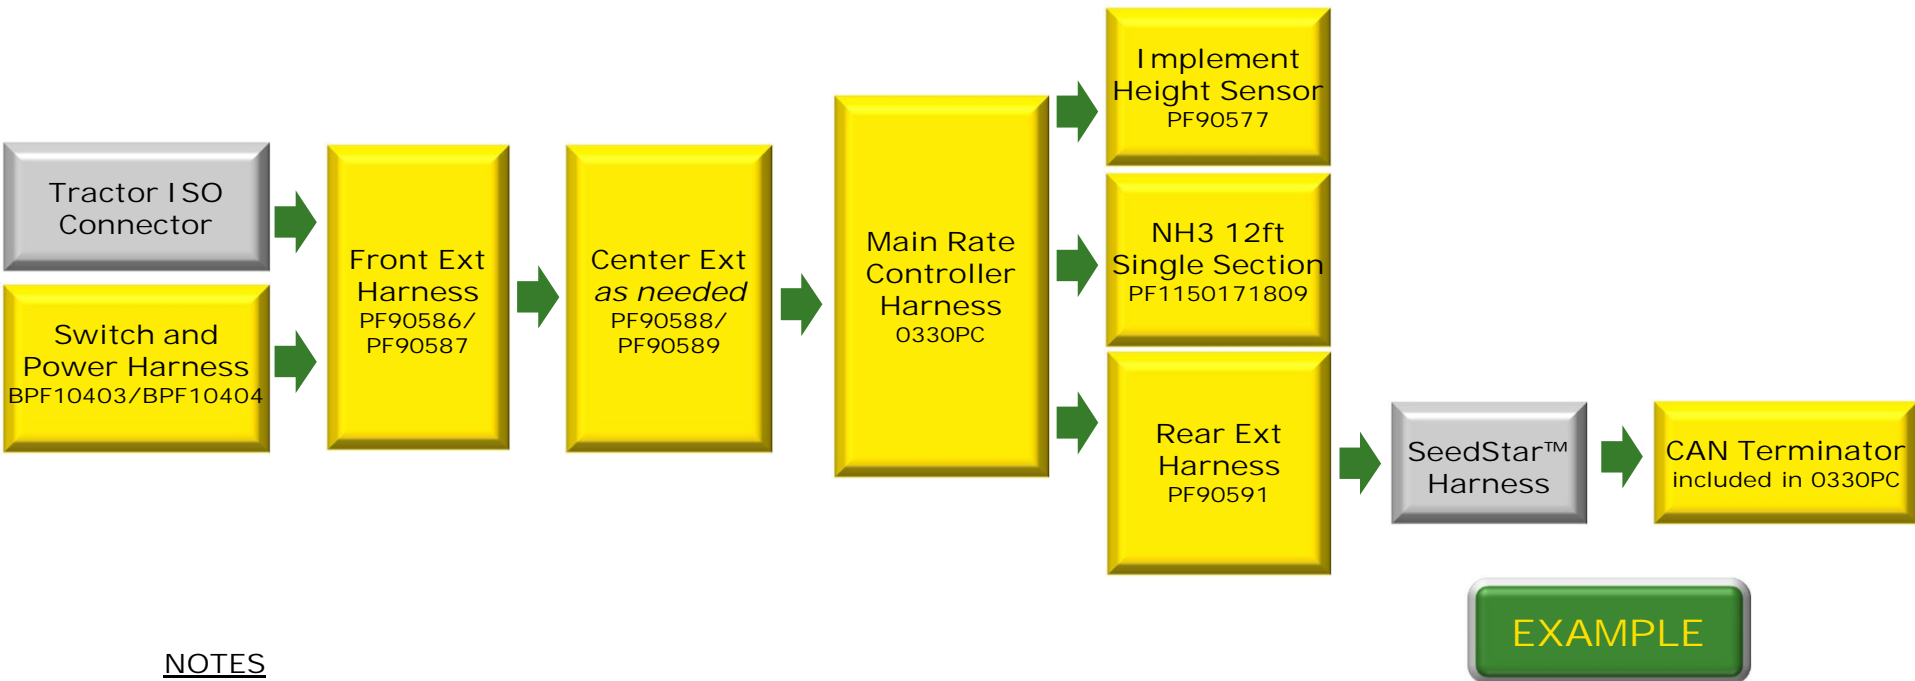 Tractor ISO
Connector
Switch and
Power Harness
BPF10403/BPF10404
Front Ext
Harness
PF90586/
PF90587
Center Ext
as needed
PF90588/
PF90589
Main Rate
Controller
Harness
0330PC
Implement
Height Sensor
PF90577
NH3 12ft
Single Section
PF1150171809
Rear Ext
Harness
PF90591
SeedStar™
Harness
CAN Terminator
included in 0330PC
EXAMPLE
NOTES